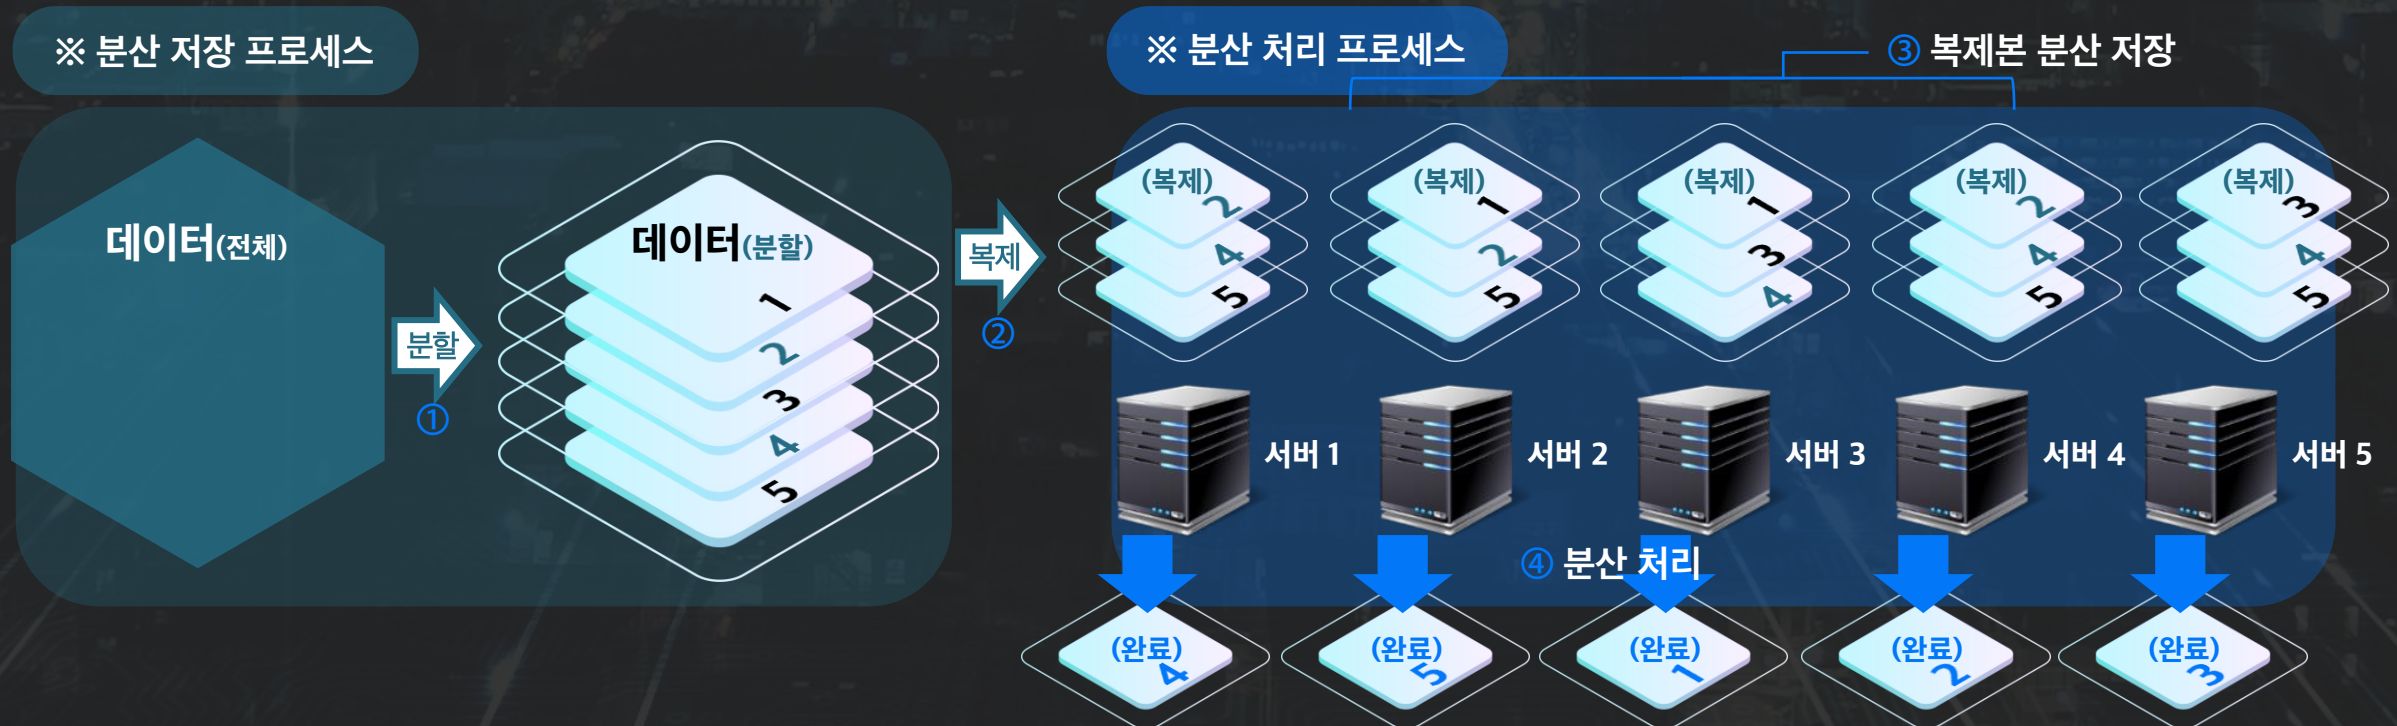 ※ 분산 저장 프로세스
데이터(전체)
분할
①
데이터(분할)
1
2
3
4
5
복제
②
※ 분산 처리 프로세스
③ 복제본 분산 저장
(복제)
2
4
5
(복제)
1
2
5
(복제)
1
3
4
(복제)
2
4
5
(복제)
3
4
5
서버 1
서버 2
서버 3
서버 4
서버 5
④ 분산 처리
(완료)
4
(완료)
5
(완료)
1
(완료)
2
(완료)
3